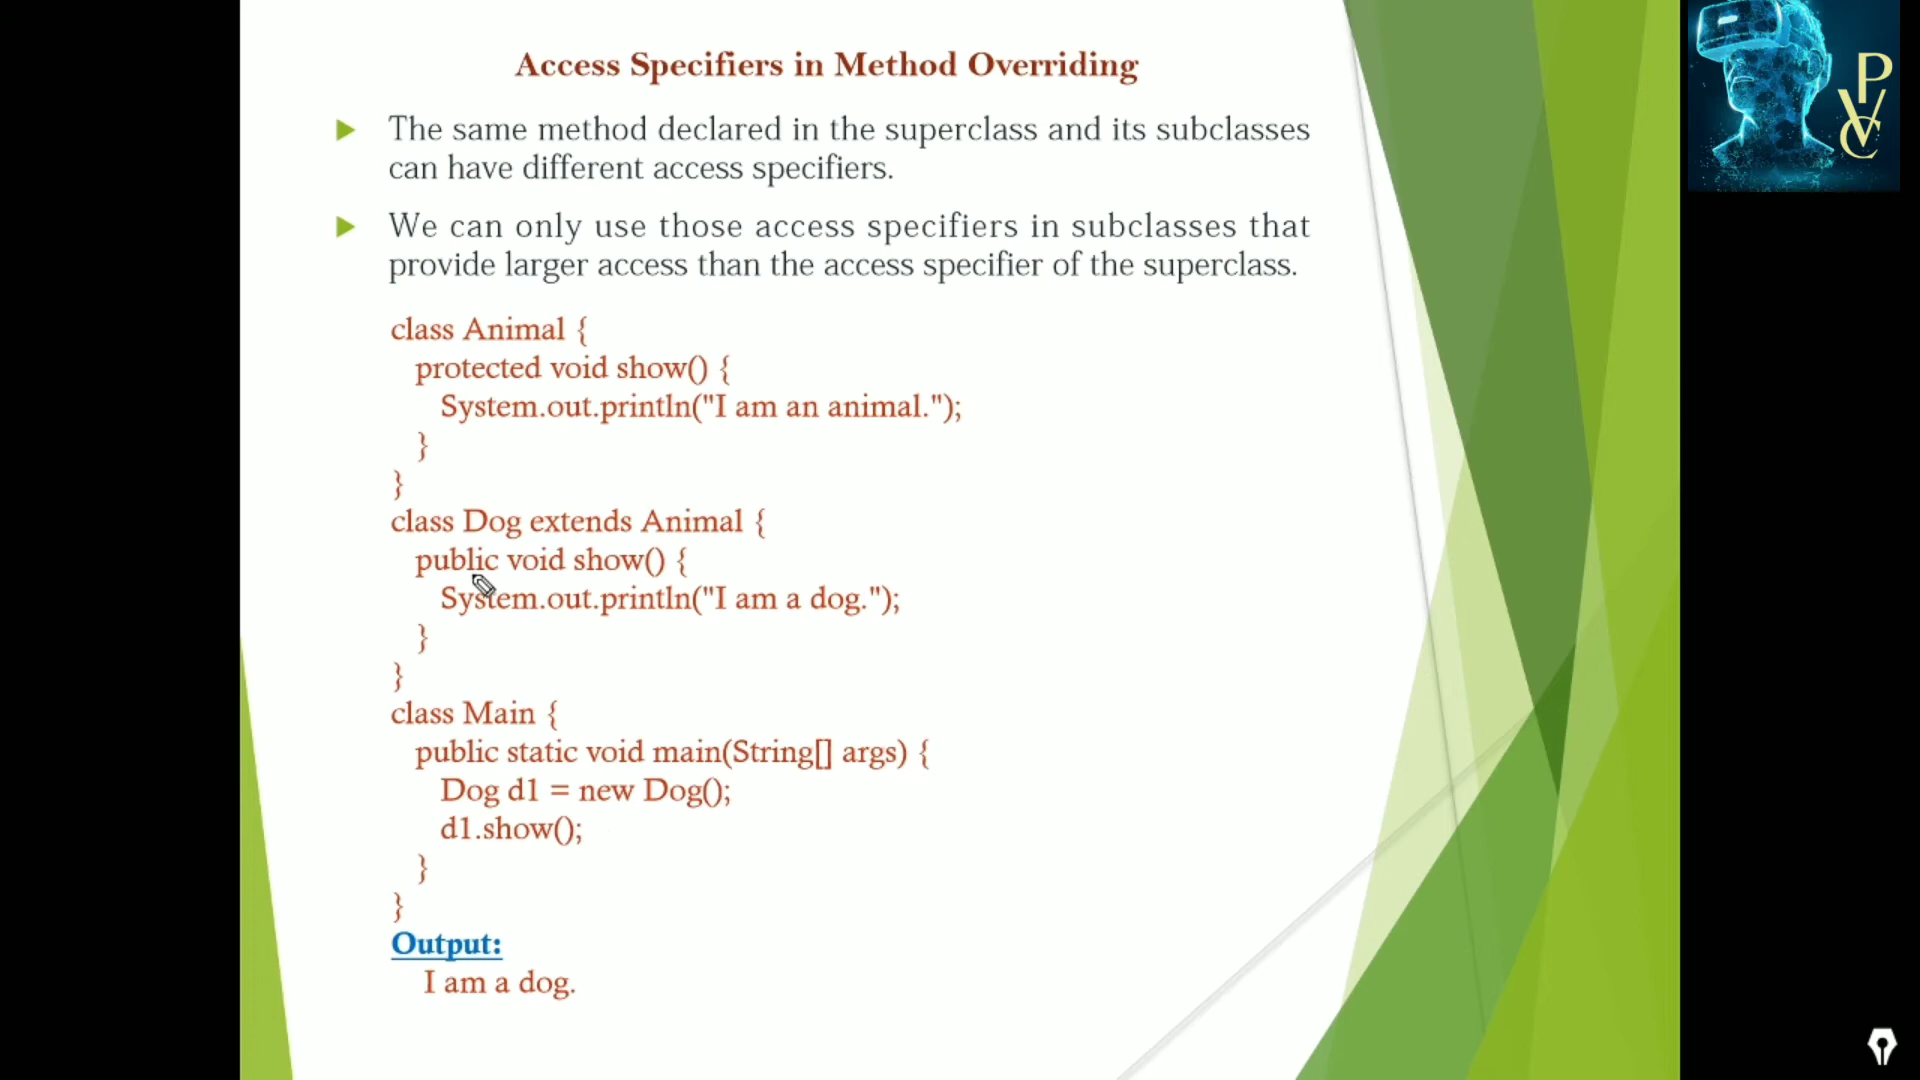 Access Specifiers in Method Overriding
The same method declared in the superclass and its subclasses
can have different access specifiers.
We can only use those access specifiers in subclasses that
provide larger access than the access specifier of the superclass.
class Animal {
protected void show() {
System.out.println("I am an animal.");
}
}
class Dog extends Animal {
public void show() {
System.out.println("I am a dog.");
}
}
class Main {
public static void main(String[] args) {
Dog d1 = new Dog();
d1.show();
}
}
Output:
I am a dog.
P
V
C